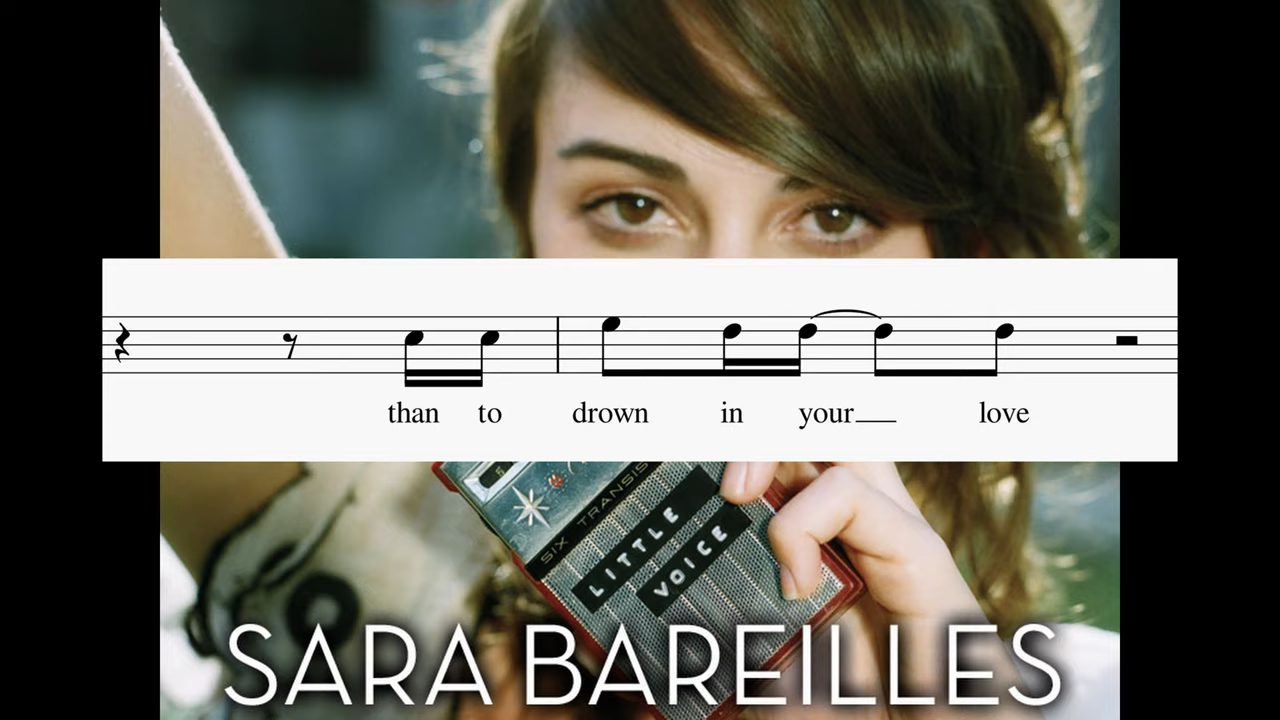 than to drown in your love
SIX TRANSIS
LITTLE
VOICE
SARA BAREILLES